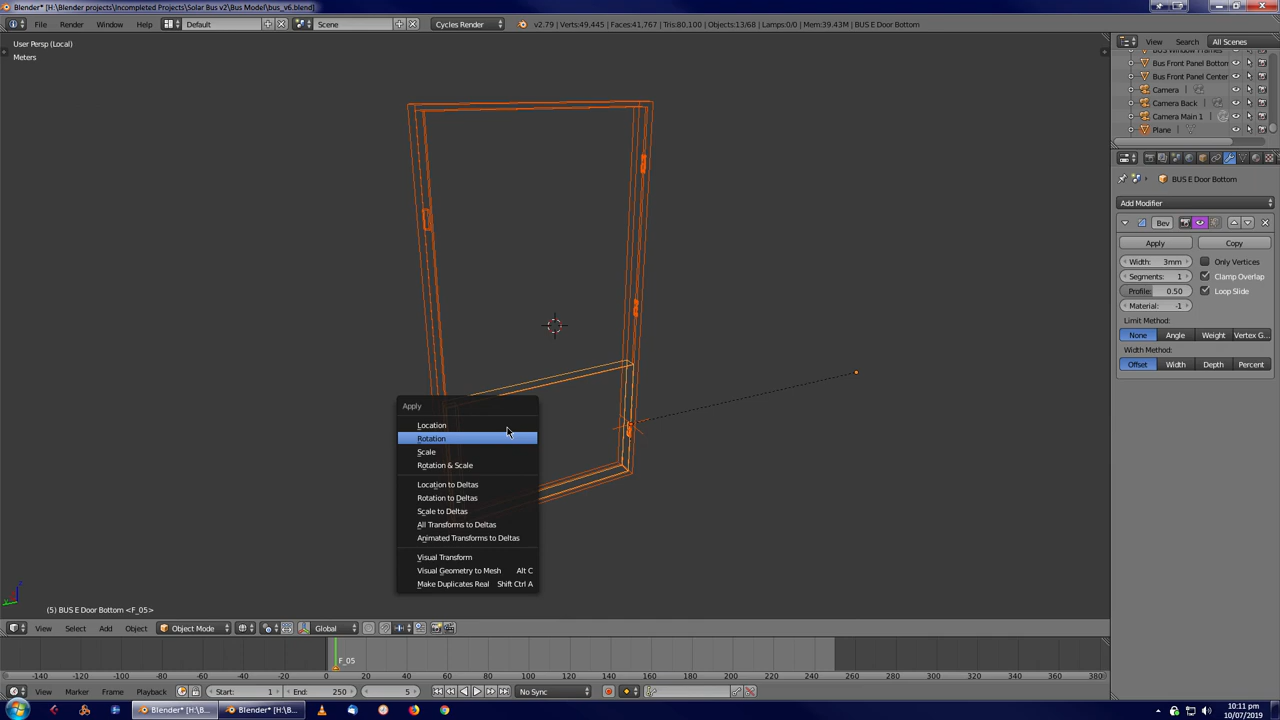 Blender* [H:\Blender projects\Incompleted Projects\Solar Bus v2\Bus Model\bus_v6.blend]
File Render Window Help Default Scene Cycles Render v2.79 | Verts:49,445 | Faces:41,767 | Tris:80,100 | Objects:13/68 | Lamps:0/0 | Mem:39.43M | BUS E Door Bottom
View Search All Scenes
User Persp (Local)
Meters
BUS Window Frames
Bus Front Panel Bottom
Bus Front Panel Center
Camera
Camera Back
Camera Main 1
Plane
BUS E Door Bottom
Add Modifier
Bev
Apply Copy
Width: 3mm Only Vertices
Segments: 1 Clamp Overlap
Profile: 0.50 Loop Slide
Material: -1
Limit Method:
None Angle Weight Vertex G...
Width Method:
Offset Width Depth Percent
Apply
Location
Rotation
Scale
Rotation & Scale
Location to Deltas
Rotation to Deltas
Scale to Deltas
All Transforms to Deltas
Animated Transforms to Deltas
Visual Transform
Visual Geometry to Mesh Alt C
Make Duplicates Real Shift Ctrl A
(5) BUS E Door Bottom <F_05>
View Select Add Object Object Mode Global
F_05
-140 -120 -100 -80 -60 -40 -20 0 20 40 60 80 100 120 140 160 180 200 220 240 260 280 300 320 340 360 380
View Marker Frame Playback Start: 1 End: 250 5 No Sync
Blender* [H:\B... Blender* [H:\B...
10:11 pm
10/07/2019